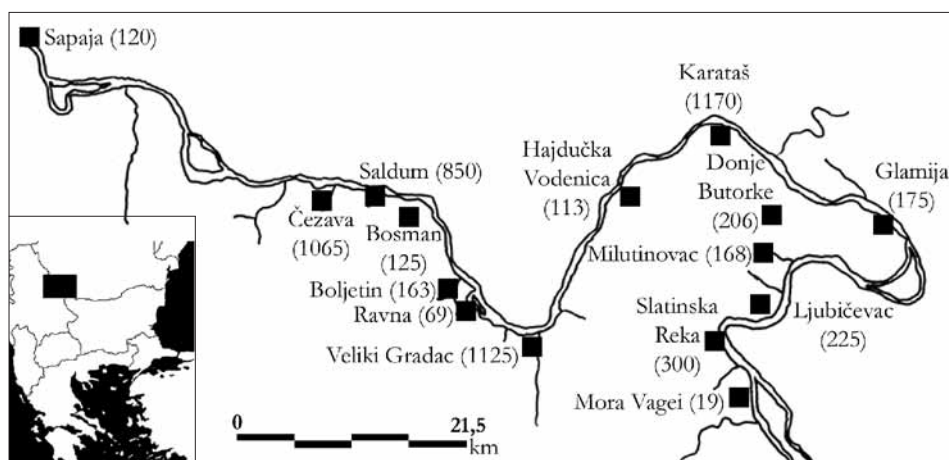 Sapaja (120)
Karataš
(1170)
Hajdučka
Vodenica
(113)
Saldum (850)
Donje
Butorke
(206)
Glamija
(175)
Čezava
(1065)
Bosman
(125)
Milutinovac (168)
Boljetin (163)
Ravna (69)
Slatinska
Reka
(300)
Ljubičevac
(225)
Veliki Gradac (1125)
Mora Vagei (19)
0
21,5
km